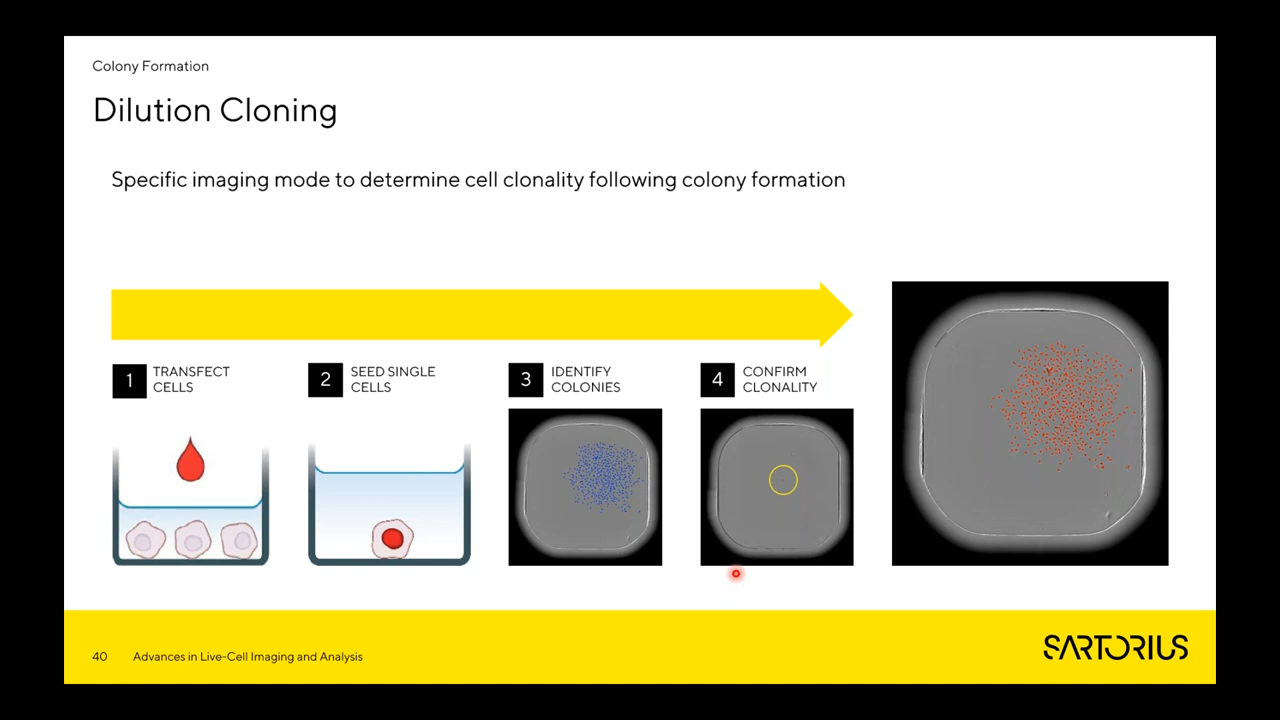 Colony Formation
Dilution Cloning
Specific imaging mode to determine cell clonality following colony formation
1 TRANSFECT
CELLS
2 SEED SINGLE
CELLS
3 IDENTIFY
COLONIES
4 CONFIRM
CLONALITY
40 Advances in Live-Cell Imaging and Analysis
SARTORIUS